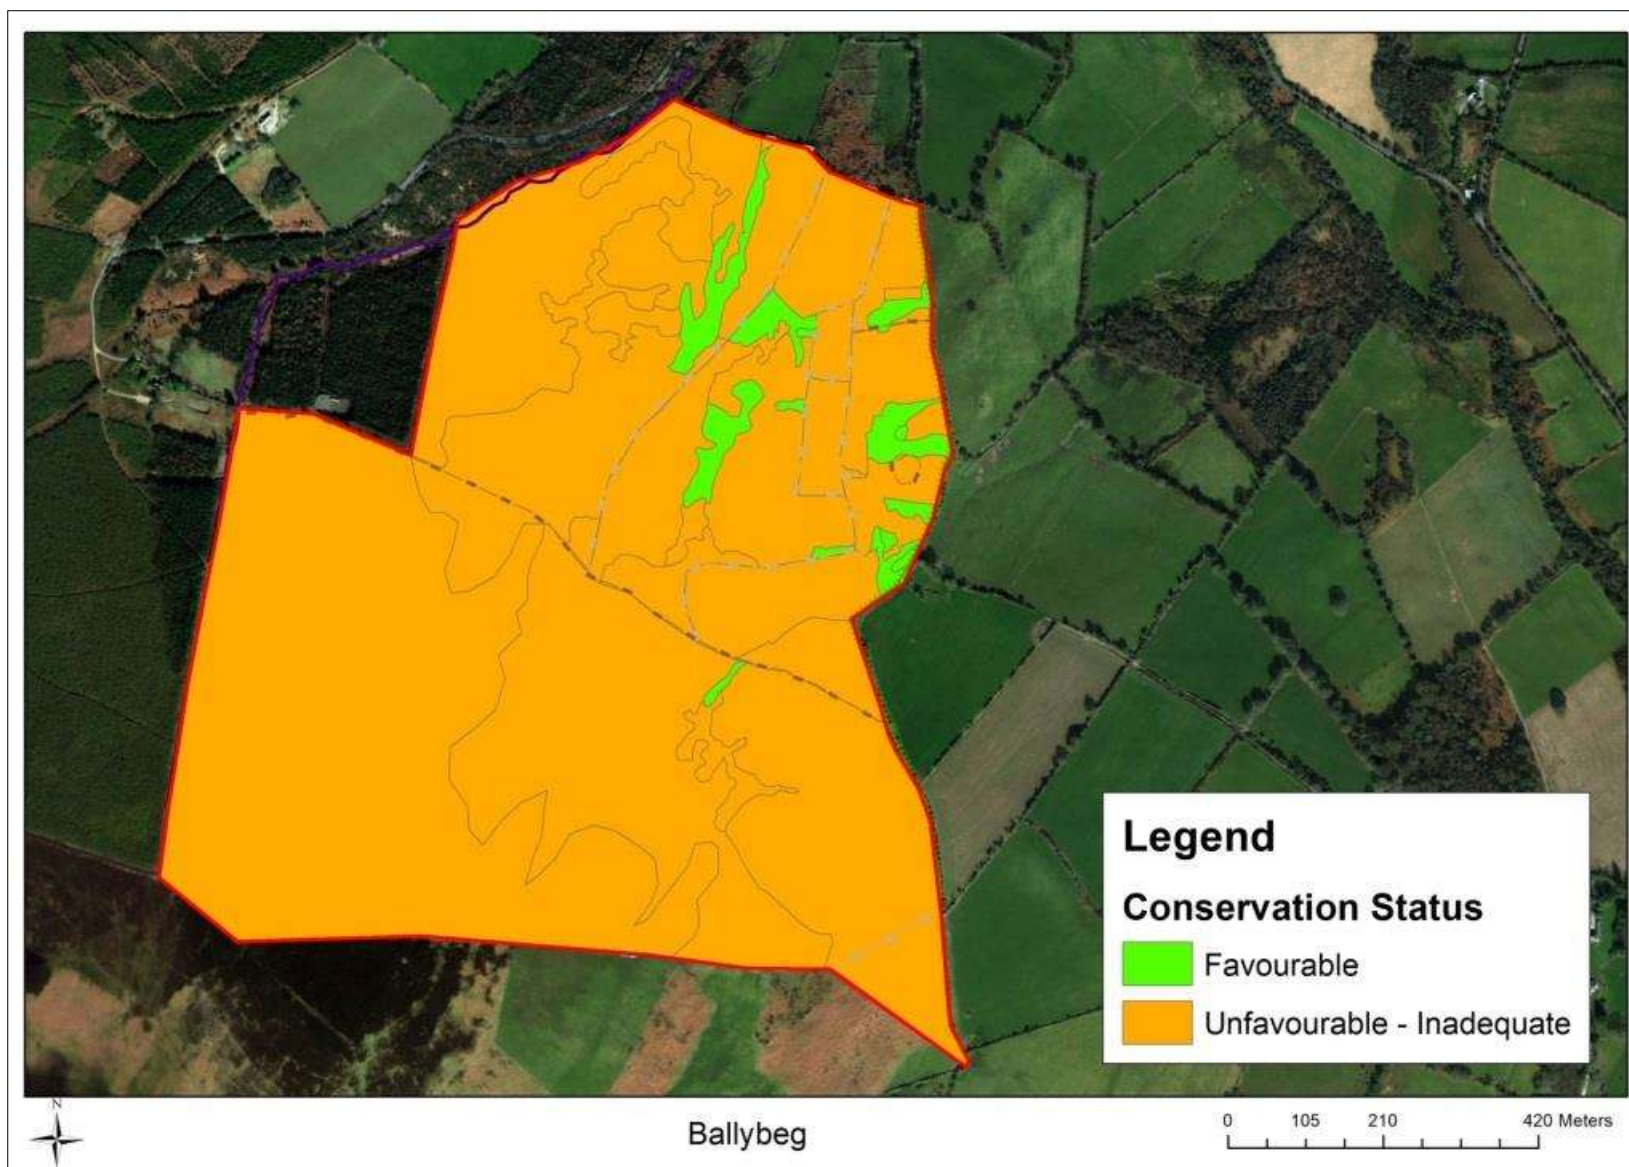 Legend
Conservation Status
Favourable
Unfavourable - Inadequate
N
Ballybeg
0 105 210 420 Meters